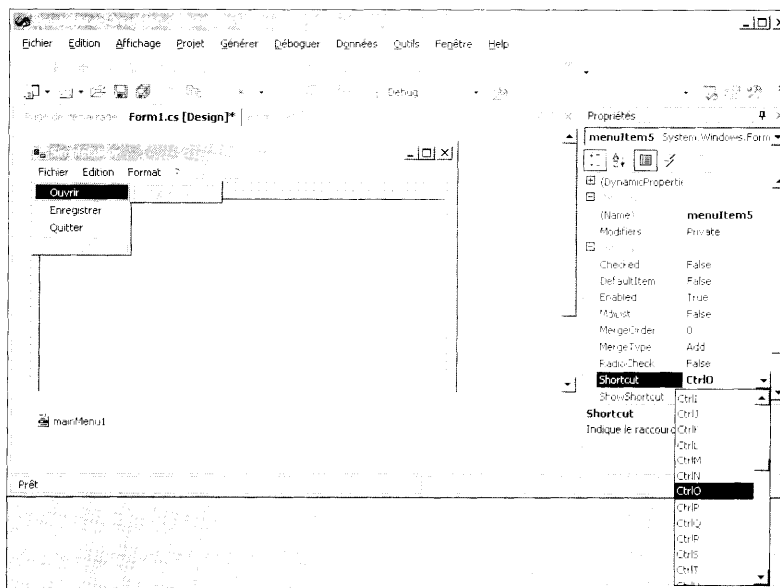 Fichier Edition Affichage Projet Générer Déboguer Données Outils Fenêtre Help
Debug
Form1.cs [Design]*
Propriétés
menuItem5 System.Windows.Form
Fichier Edition Format ?
Ouvrir
Enregistrer
Quitter
(DynamicPropertie
(Name) menuItem5
Modifiers Private
Checked False
DefaultItem False
Enabled True
MdiList False
MergeOrder 0
MergeType Add
RadioCheck False
Shortcut CtrlO
ShowShortcut
CtrlI
CtrlJ
CtrlK
CtrlL
CtrlM
CtrlN
CtrlO
CtrlP
CtrlQ
CtrlR
CtrlS
CtrlT
Shortcut
Indique le raccourc
mainMenu1
Prêt